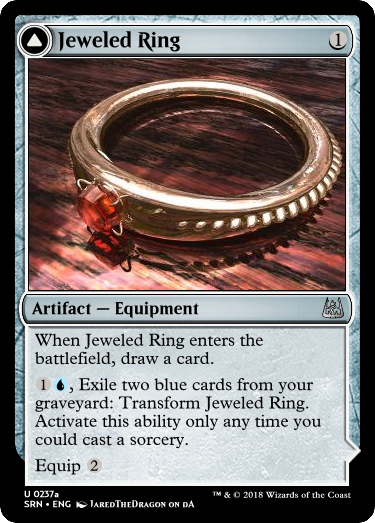 Jeweled Ring 1
Artifact — Equipment
When Jeweled Ring enters the
battlefield, draw a card.
1, Exile two blue cards from your
graveyard: Transform Jeweled Ring.
Activate this ability only any time you
could cast a sorcery.
Equip 2
U 0237a
SRN • ENG JaredTheDragon on dA
™ & © 2018 Wizards of the Coast